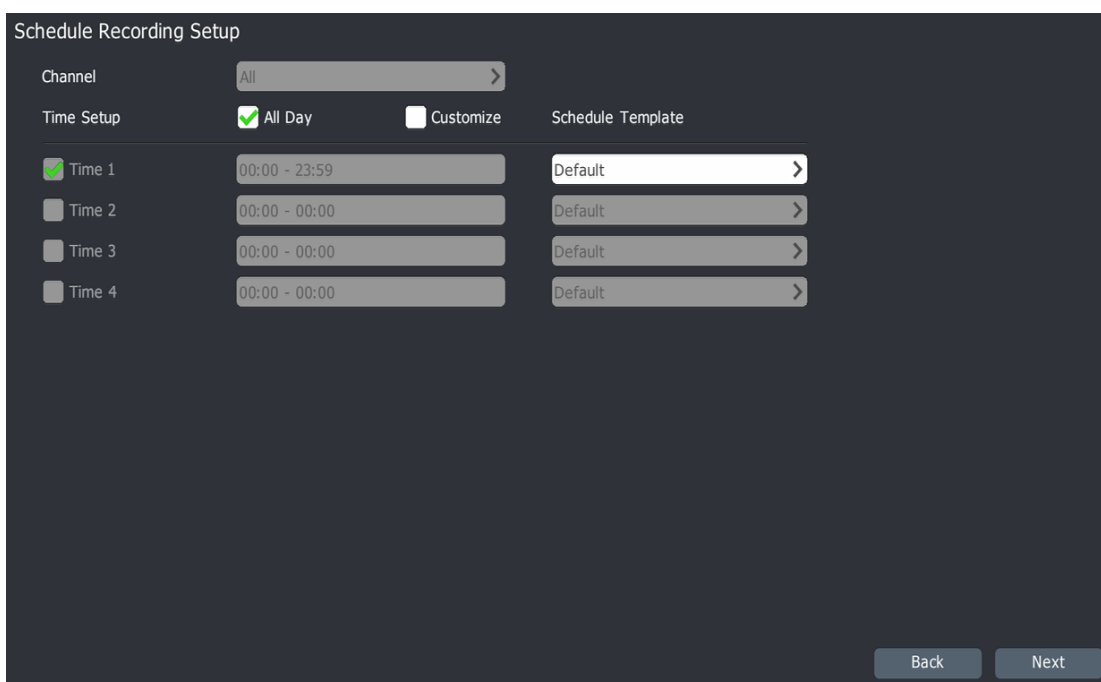 Schedule Recording Setup
Channel All
Time Setup All Day Customize Schedule Template
Time 1 00:00 - 23:59 Default
Time 2 00:00 - 00:00 Default
Time 3 00:00 - 00:00 Default
Time 4 00:00 - 00:00 Default
Back Next